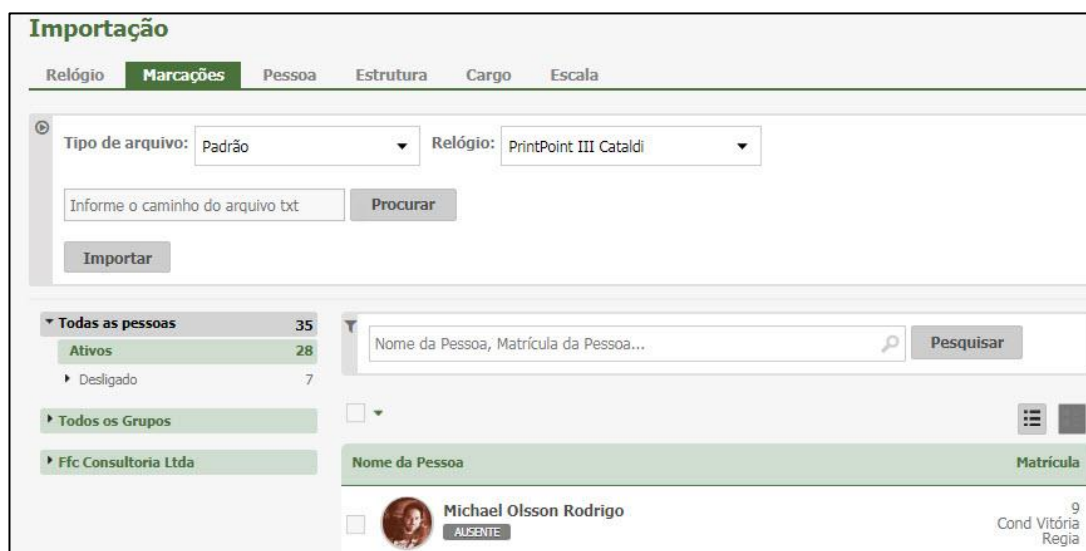 Importação
Relógio Marcações Pessoa Estrutura Cargo Escala
Tipo de arquivo: Padrão Relógio: PrintPoint III Cataldi
Informe o caminho do arquivo txt Procurar
Importar
Todas as pessoas 35
Ativos 28
Desligado 7
Todos os Grupos
Ffc Consultoria Ltda
Nome da Pessoa, Matrícula da Pessoa... Pesquisar
Nome da Pessoa Matrícula
Michael Olsson Rodrigo 9
AUSENTE Cond Vitória
Regia